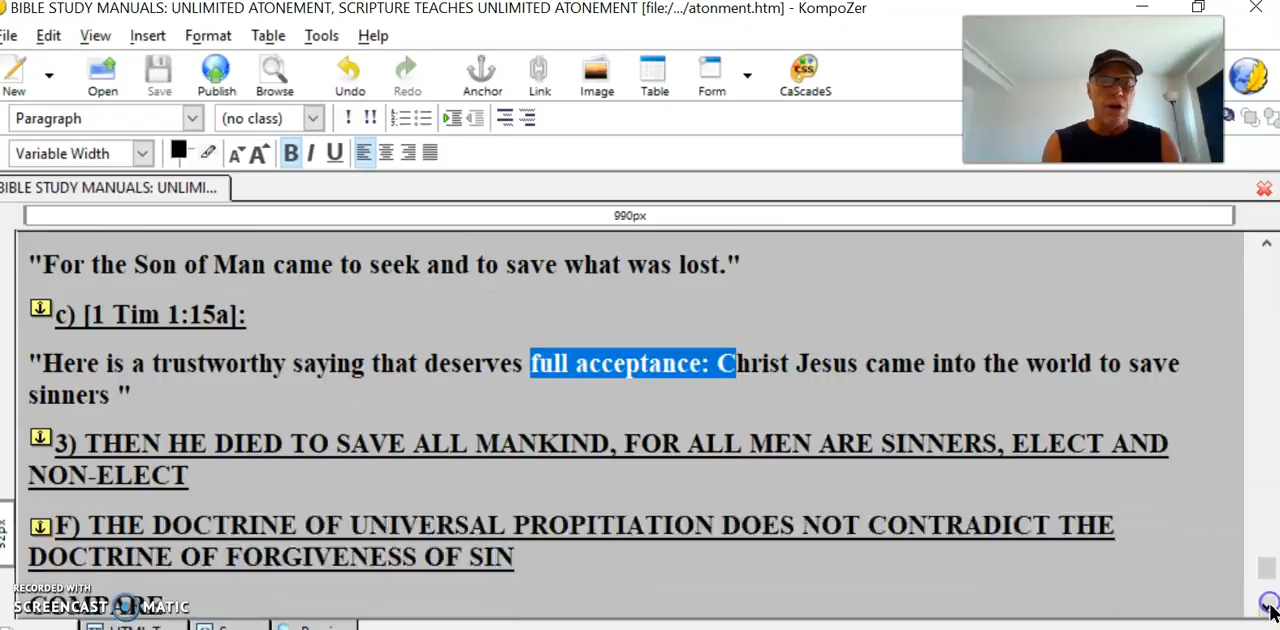 BIBLE STUDY MANUALS: UNLIMITED ATONEMENT, SCRIPTURE TEACHES UNLIMITED ATONEMENT [file:/.../atonment.htm] - KompoZer
ile Edit View Insert Format Table Tools Help
New Open Save Publish Browse Undo Redo Anchor Link Image Table Form CaScadeS
Paragraph (no class) ! !!
Variable Width A A B I U
BIBLE STUDY MANUALS: UNLIMI...
990px
"For the Son of Man came to seek and to save what was lost."
c) [1 Tim 1:15a]:
"Here is a trustworthy saying that deserves full acceptance: Christ Jesus came into the world to save
sinners "
3) THEN HE DIED TO SAVE ALL MANKIND, FOR ALL MEN ARE SINNERS, ELECT AND
NON-ELECT
F) THE DOCTRINE OF UNIVERSAL PROPITIATION DOES NOT CONTRADICT THE
DOCTRINE OF FORGIVENESS OF SIN
RECORDED WITH
COMPARE
SCREENCAST MATIC